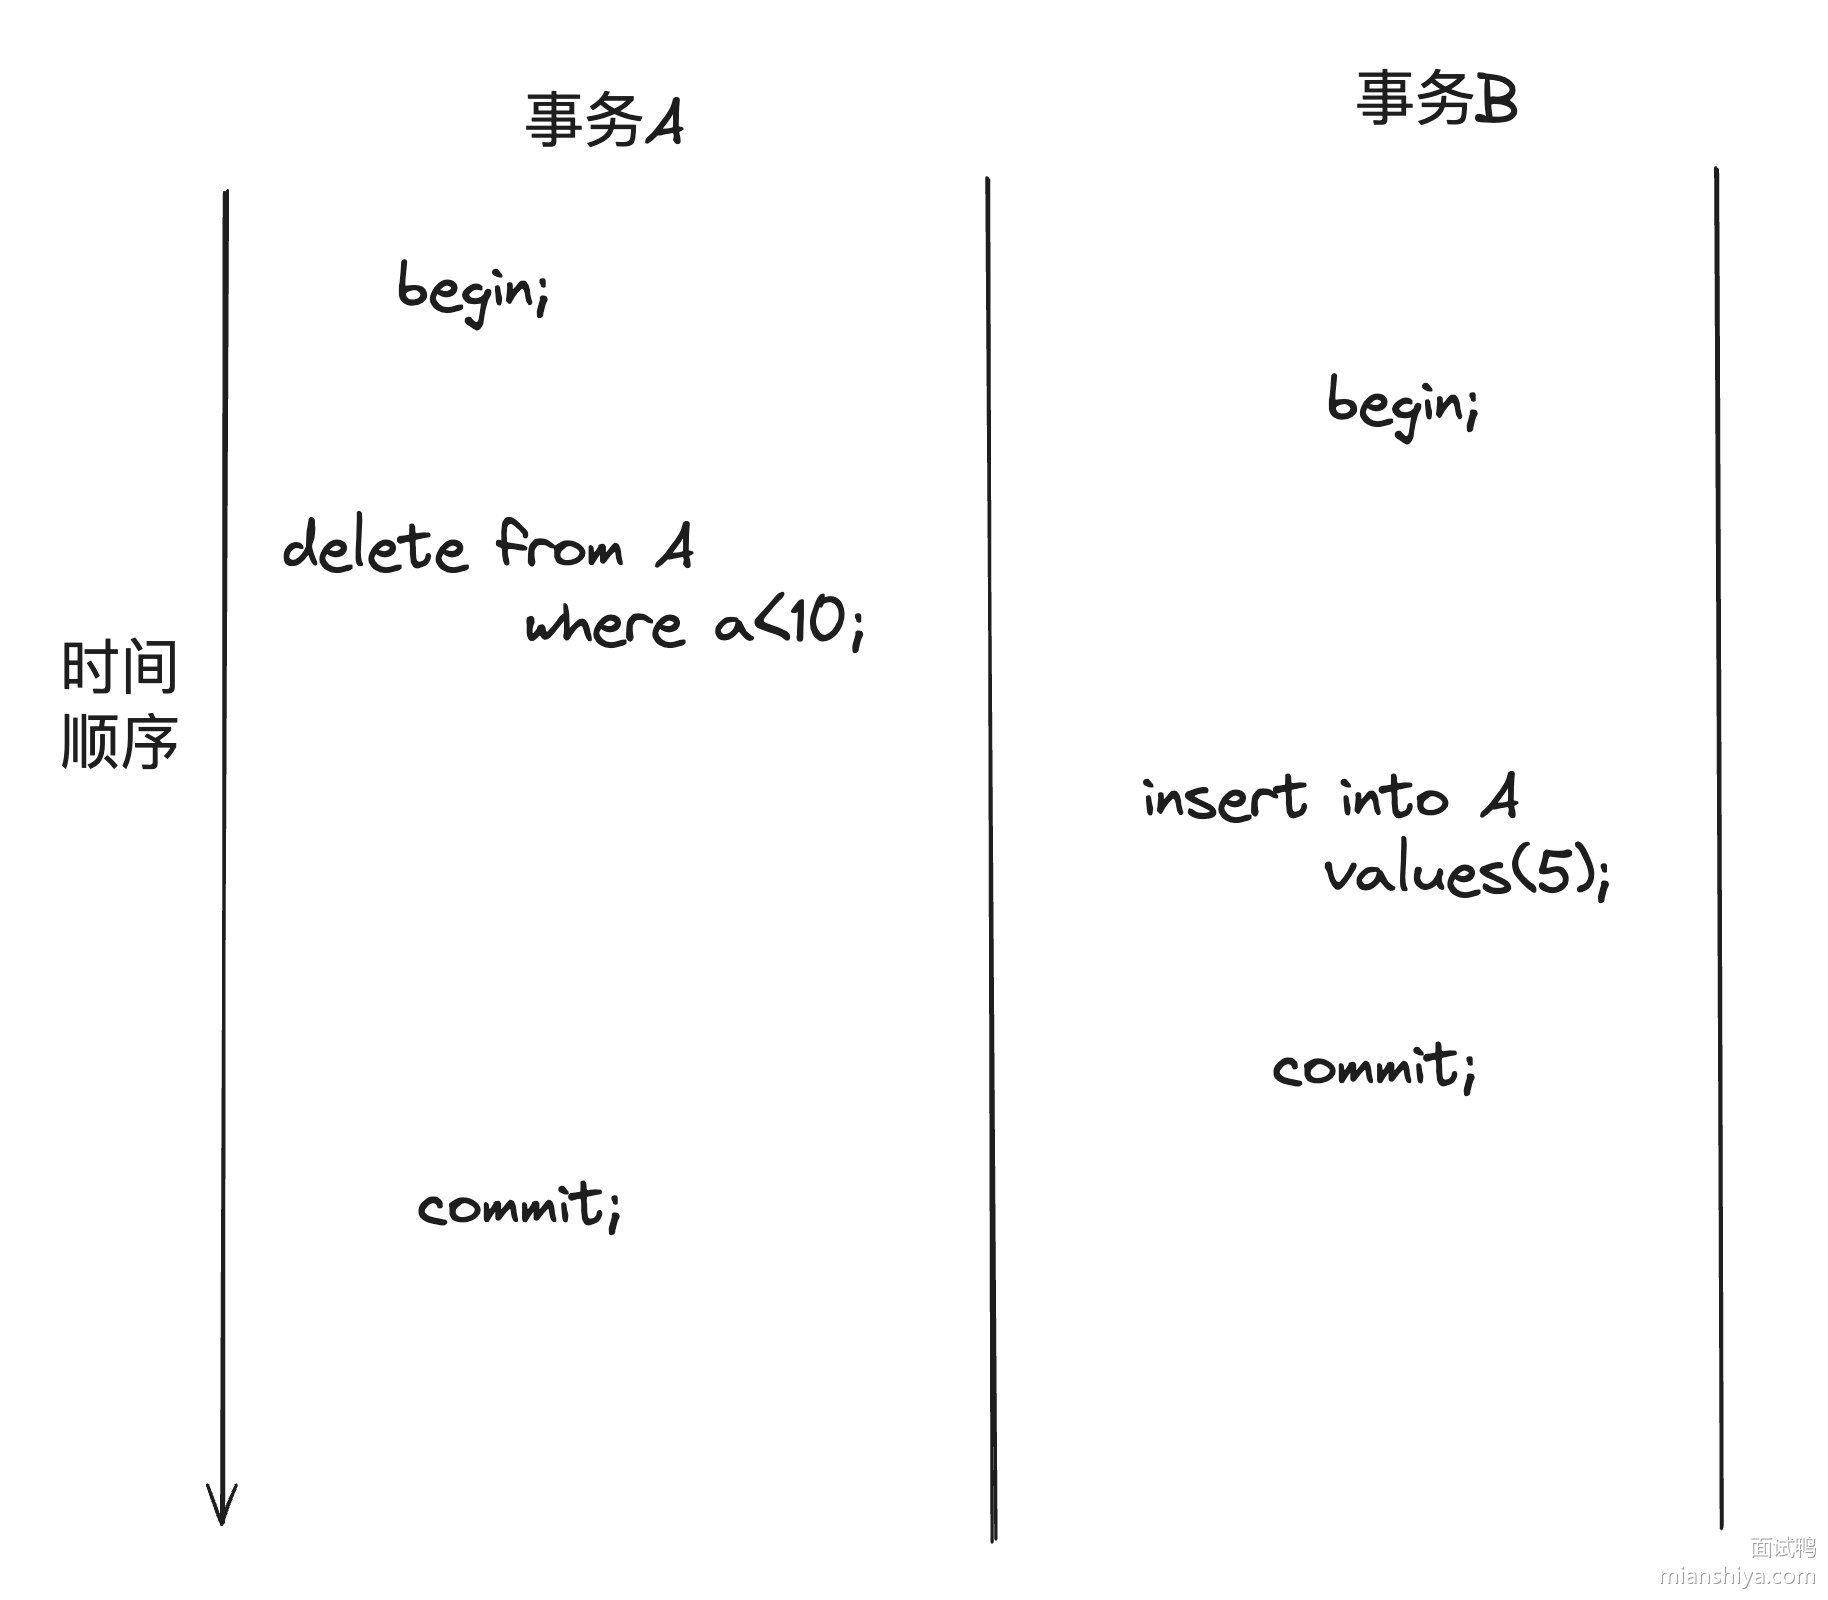 事务A
事务B
begin;
begin;
delete from A
where a<10;
时间
顺序
insert into A
values(5);
commit;
commit;
面试鸭
mianshiya.com